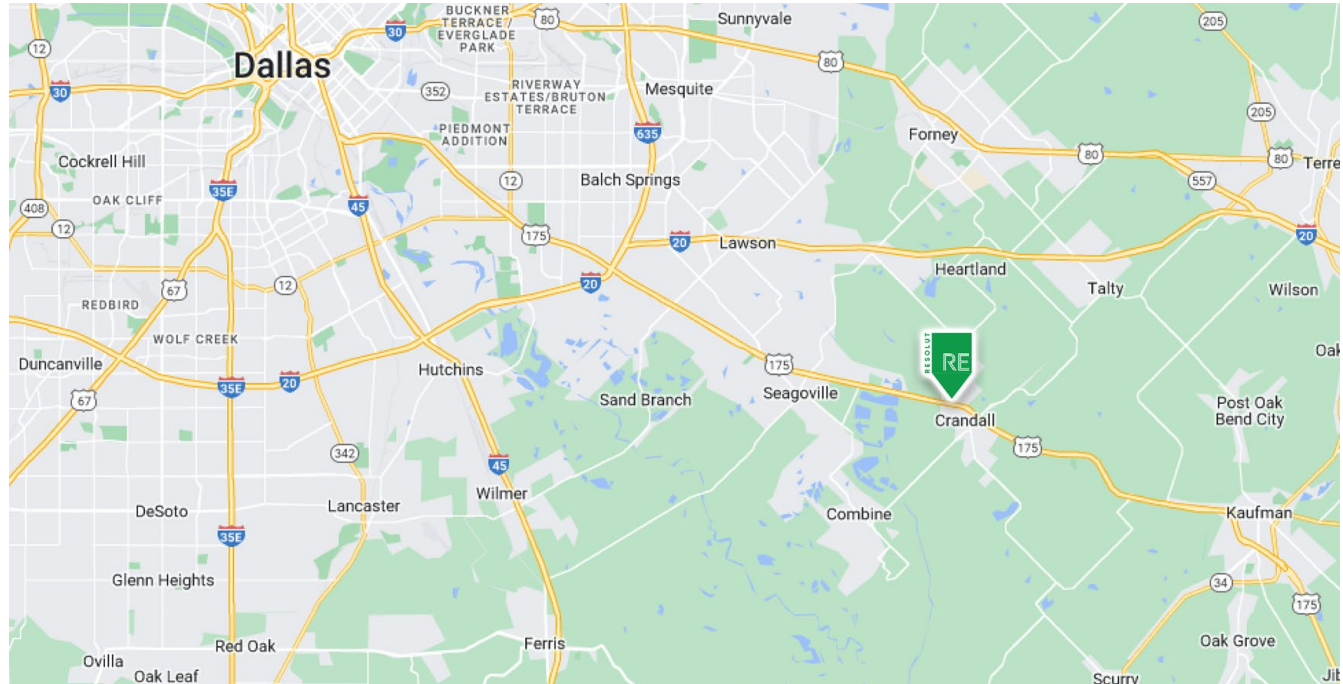 BUCKNER
TERRACE/
EVERGLADE
PARK
80
Sunnyvale
205
12
30
Dallas
80
30
352
RIVERWAY
ESTATES/BRUTON
TERRACE
Mesquite
PIEDMONT
ADDITION
635
Forney
205
80
80
Terre
Cockrell Hill
35E
OAK CLIFF
45
12
Balch Springs
557
408
12
175
20
Lawson
20
Heartland
Talty
Wilson
67
12
20
REDBIRD
WOLF CREEK
Duncanville
Hutchins
RESOLUT
RE
Oak
35E
20
67
175
Seagoville
Sand Branch
Crandall
Post Oak
Bend City
175
342
45
Wilmer
Lancaster
DeSoto
Combine
Kaufman
35E
Glenn Heights
34
175
Red Oak
Ferris
Oak Grove
Ovilla
Oak Leaf
Scurry
Jib